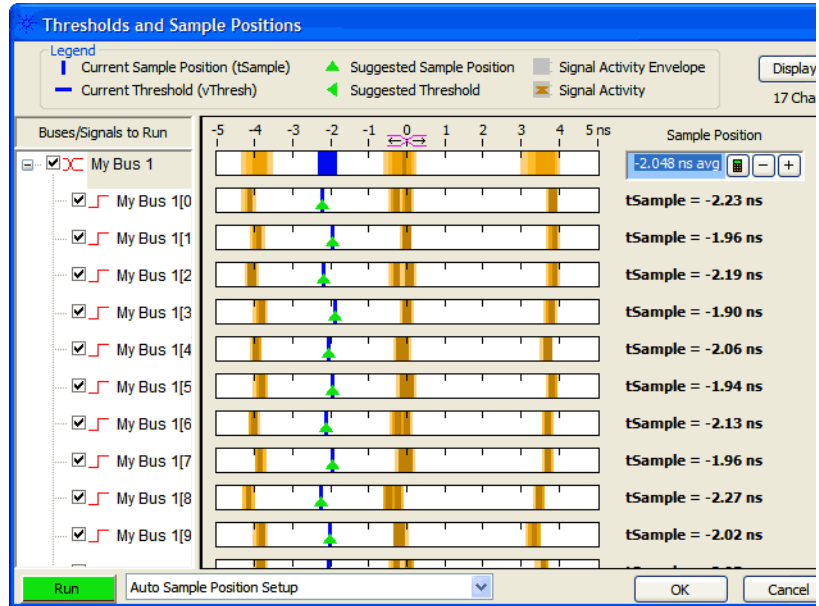 Thresholds and Sample Positions
Legend
Current Sample Position (tSample) Suggested Sample Position Signal Activity Envelope
Current Threshold (vThresh) Suggested Threshold Signal Activity
Display
17 Cha
Buses/Signals to Run -5 -4 -3 -2 -1 0 1 2 3 4 5 ns Sample Position
My Bus 1 -2.048 ns avg
My Bus 1[0 tSample = -2.23 ns
My Bus 1[1 tSample = -1.96 ns
My Bus 1[2 tSample = -2.19 ns
My Bus 1[3 tSample = -1.90 ns
My Bus 1[4 tSample = -2.06 ns
My Bus 1[5 tSample = -1.94 ns
My Bus 1[6 tSample = -2.13 ns
My Bus 1[7 tSample = -1.96 ns
My Bus 1[8 tSample = -2.27 ns
My Bus 1[9 tSample = -2.02 ns
Run Auto Sample Position Setup OK Cancel